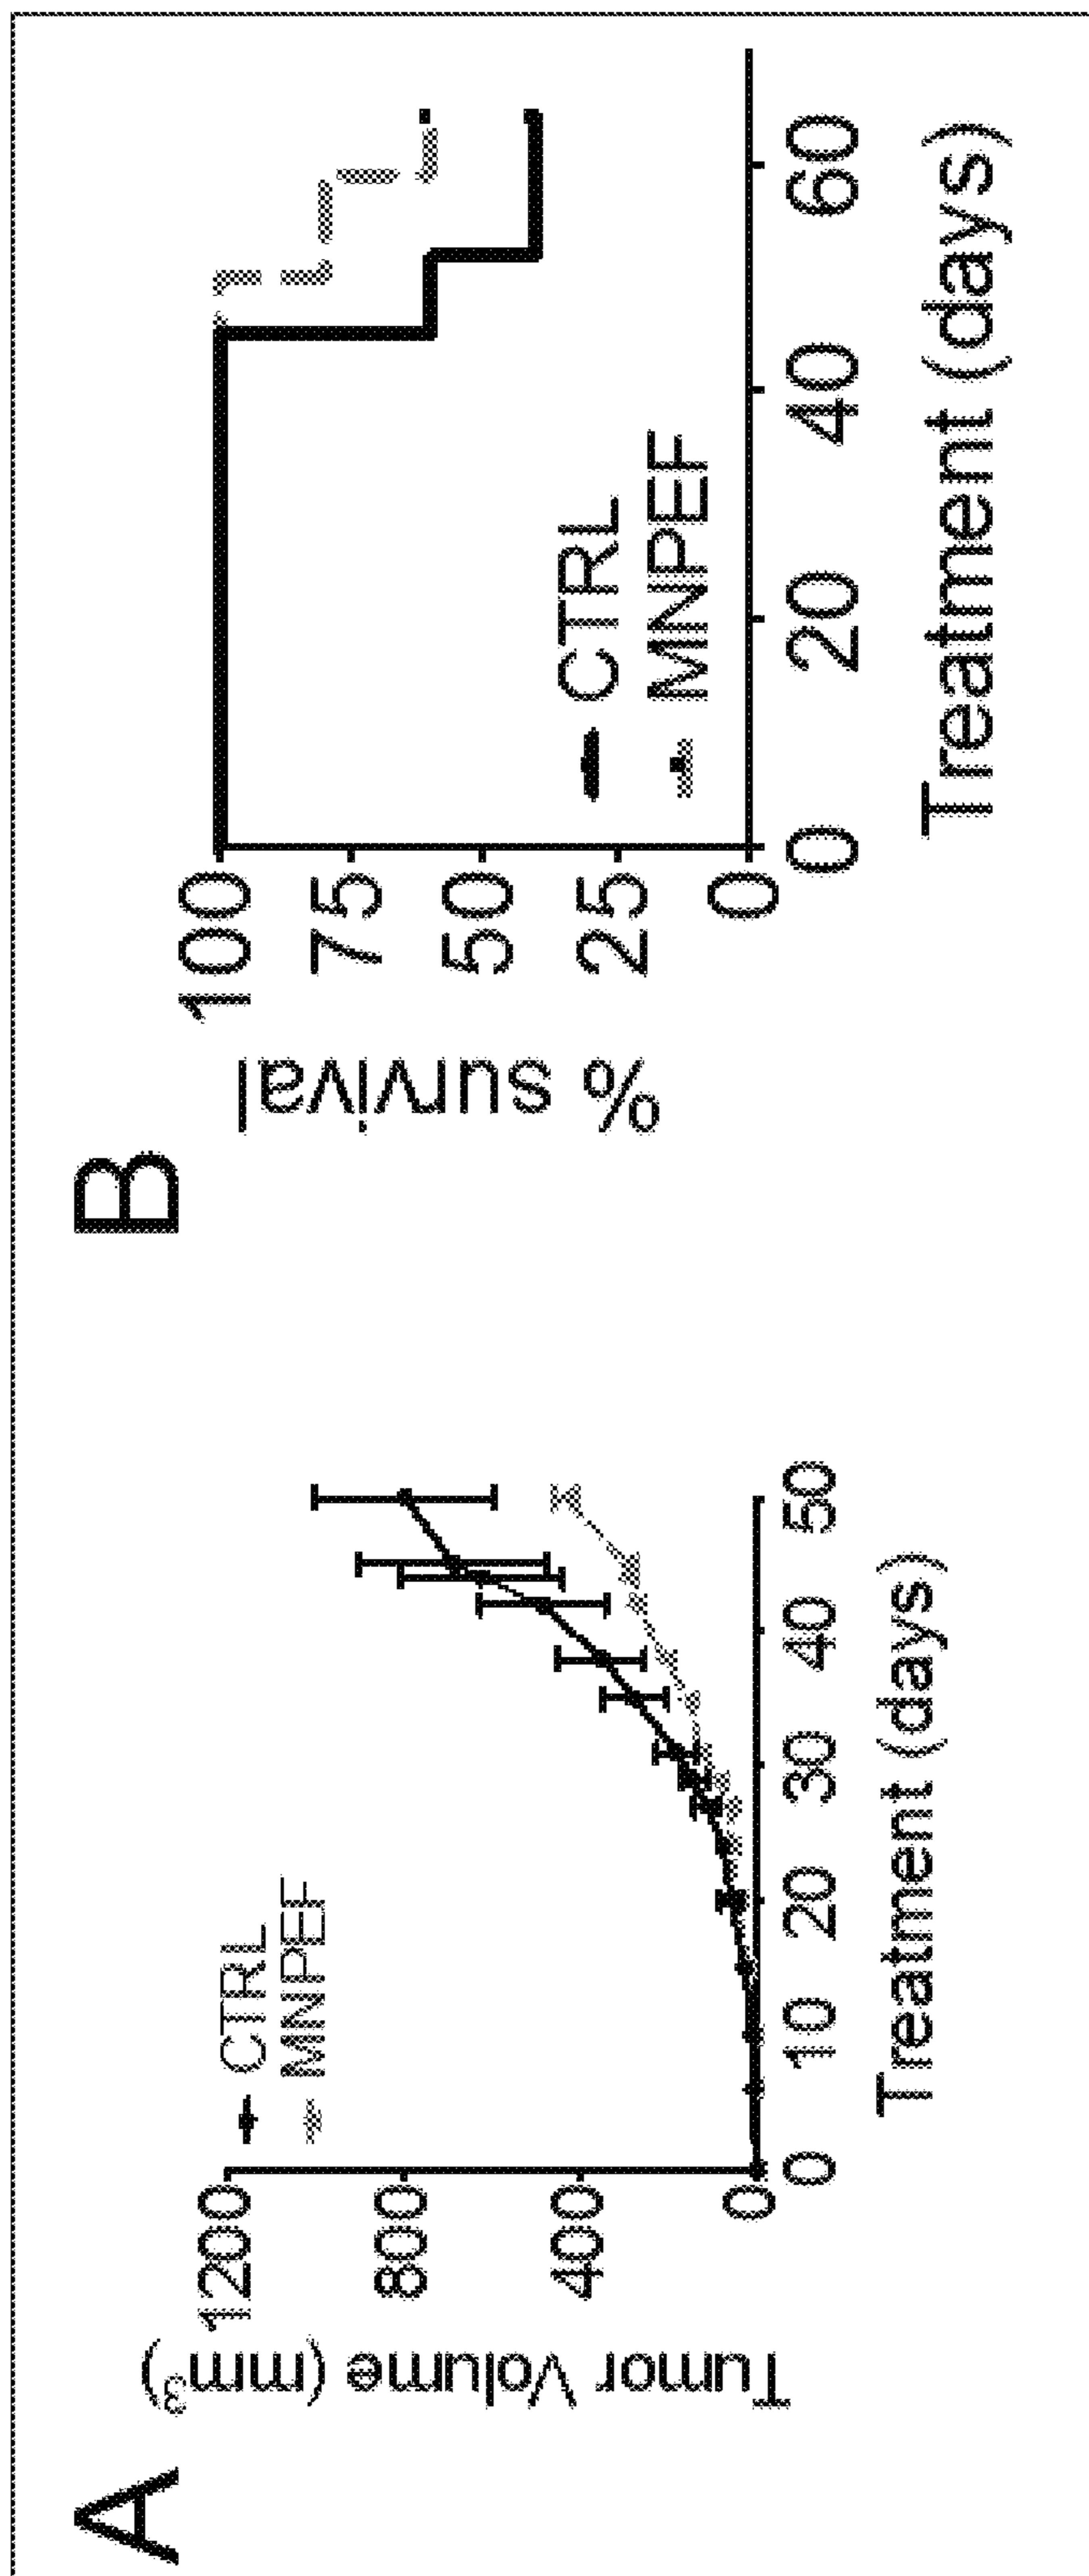 A
Tumor Volume (mm³)
1200
800
400
0
CTRL
MNPEF
0 10 20 30 40 50
Treatment (days)
B
% survival
100
75
50
25
0
CTRL
MNPEF
0 20 40 60
Treatment (days)